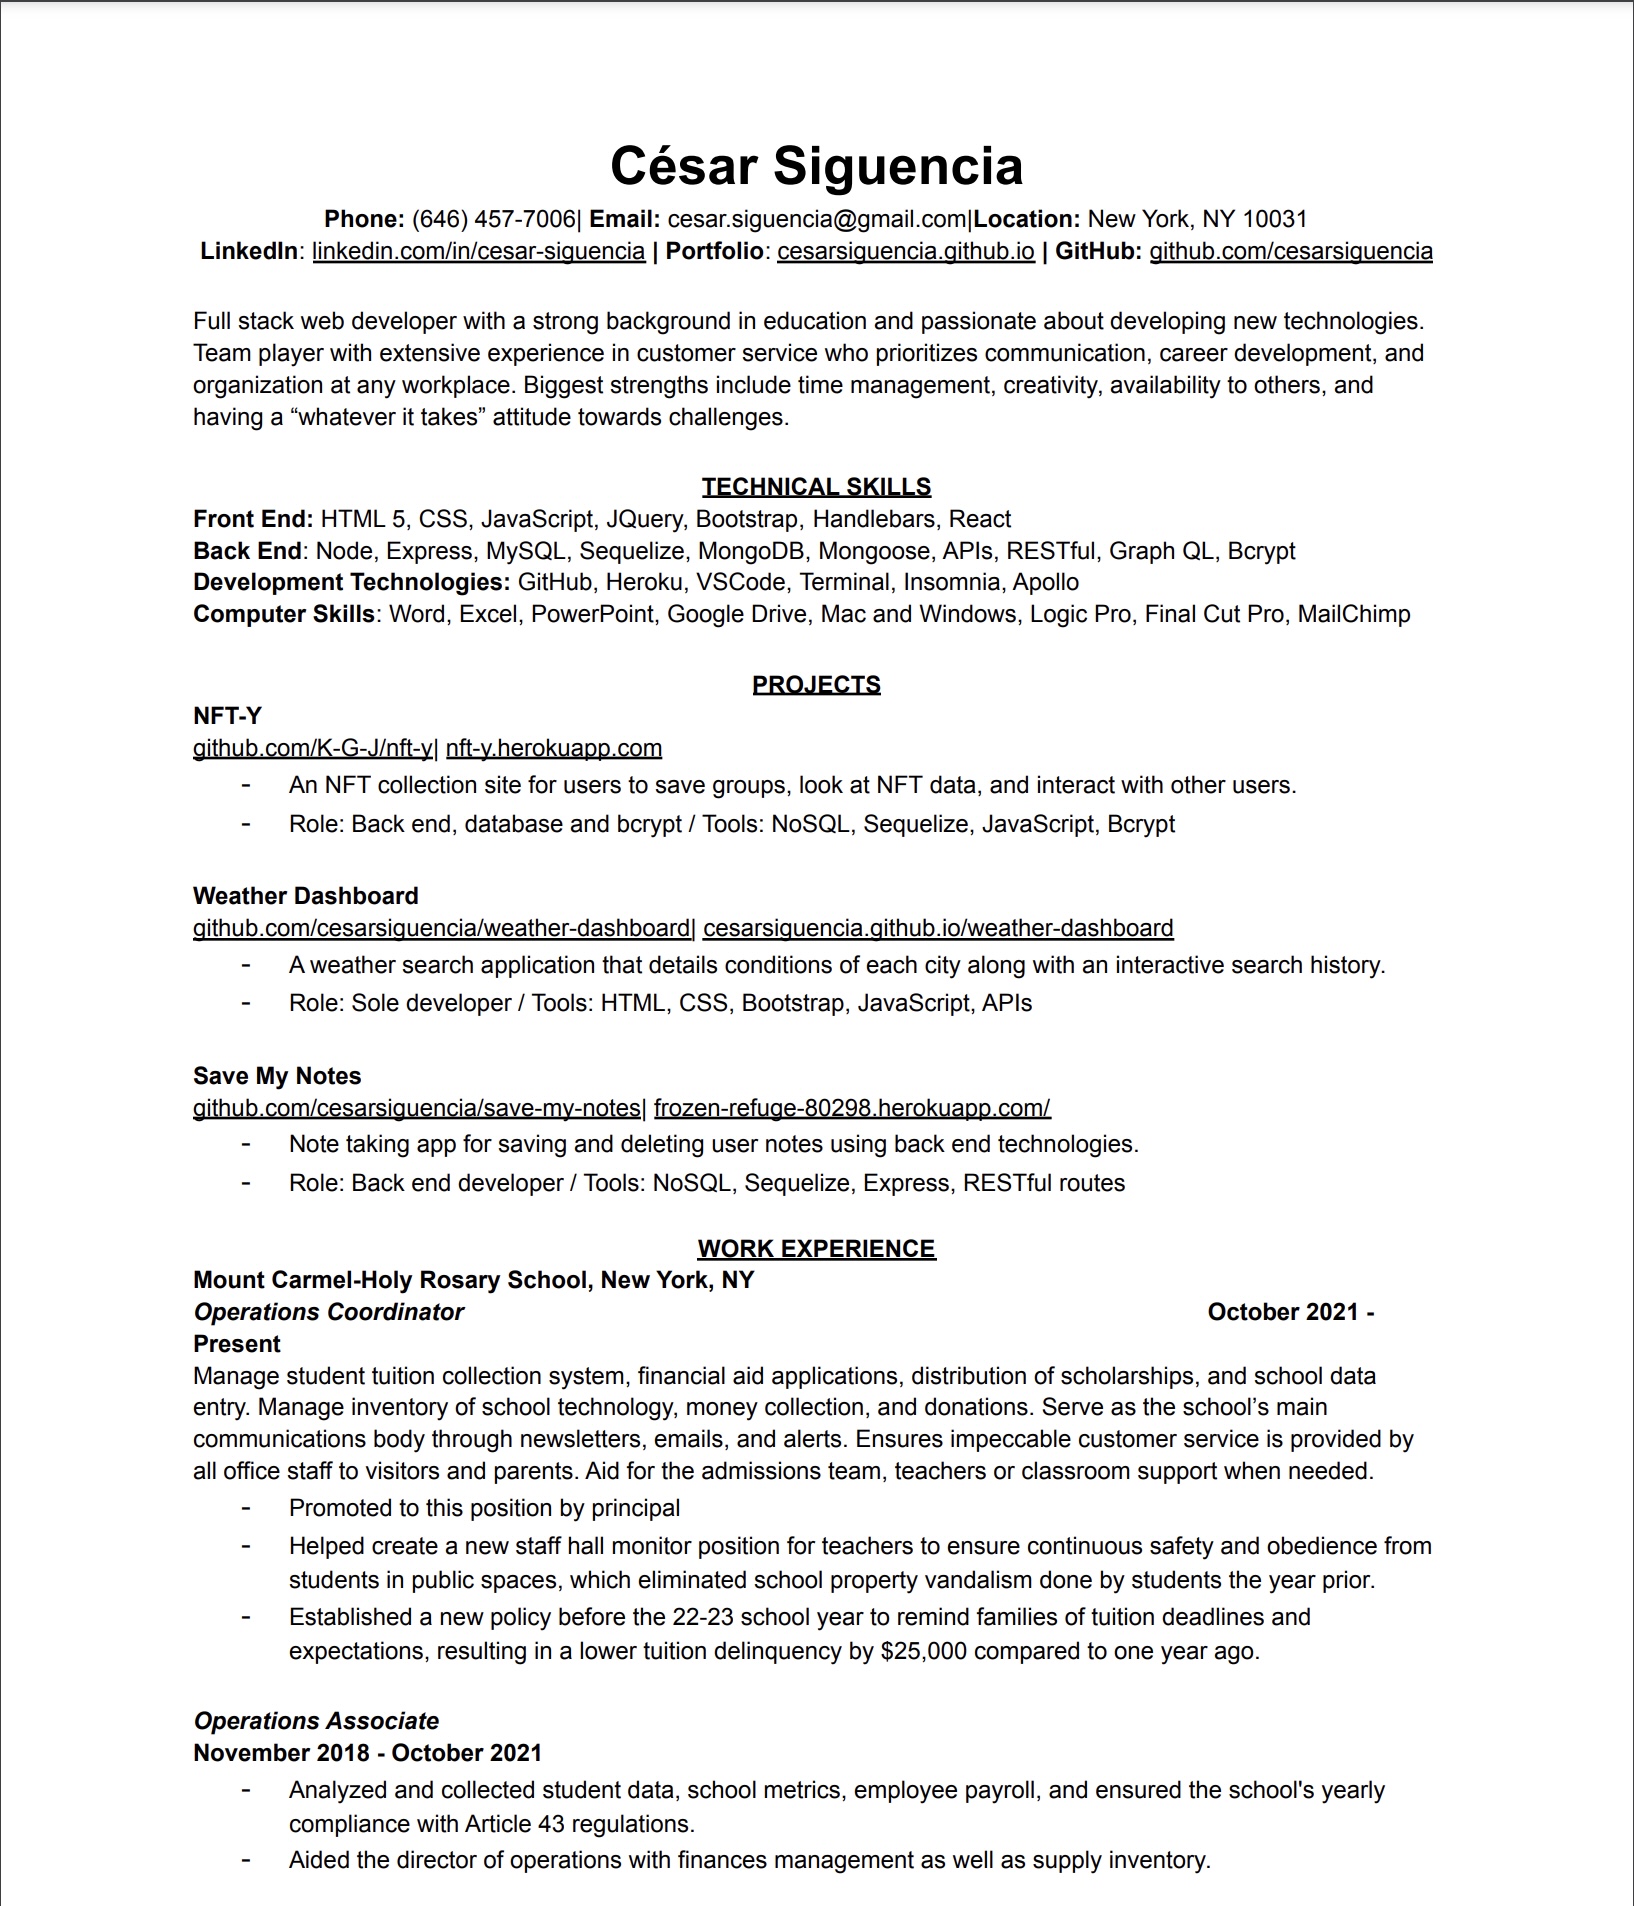 César Siguencia
Phone: (646) 457-7006| Email: cesar.siguencia@gmail.com|Location: New York, NY 10031
LinkedIn: linkedin.com/in/cesar-siguencia | Portfolio: cesarsiguencia.github.io | GitHub: github.com/cesarsiguencia
Full stack web developer with a strong background in education and passionate about developing new technologies.
Team player with extensive experience in customer service who prioritizes communication, career development, and
organization at any workplace. Biggest strengths include time management, creativity, availability to others, and
having a “whatever it takes” attitude towards challenges.
TECHNICAL SKILLS
Front End: HTML 5, CSS, JavaScript, JQuery, Bootstrap, Handlebars, React
Back End: Node, Express, MySQL, Sequelize, MongoDB, Mongoose, APIs, RESTful, Graph QL, Bcrypt
Development Technologies: GitHub, Heroku, VSCode, Terminal, Insomnia, Apollo
Computer Skills: Word, Excel, PowerPoint, Google Drive, Mac and Windows, Logic Pro, Final Cut Pro, MailChimp
PROJECTS
NFT-Y
github.com/K-G-J/nft-y| nft-y.herokuapp.com
- An NFT collection site for users to save groups, look at NFT data, and interact with other users.
- Role: Back end, database and bcrypt / Tools: NoSQL, Sequelize, JavaScript, Bcrypt
Weather Dashboard
github.com/cesarsiguencia/weather-dashboard| cesarsiguencia.github.io/weather-dashboard
- A weather search application that details conditions of each city along with an interactive search history.
- Role: Sole developer / Tools: HTML, CSS, Bootstrap, JavaScript, APIs
Save My Notes
github.com/cesarsiguencia/save-my-notes| frozen-refuge-80298.herokuapp.com/
- Note taking app for saving and deleting user notes using back end technologies.
- Role: Back end developer / Tools: NoSQL, Sequelize, Express, RESTful routes
WORK EXPERIENCE
Mount Carmel-Holy Rosary School, New York, NY
Operations Coordinator October 2021 -
Present
Manage student tuition collection system, financial aid applications, distribution of scholarships, and school data
entry. Manage inventory of school technology, money collection, and donations. Serve as the school’s main
communications body through newsletters, emails, and alerts. Ensures impeccable customer service is provided by
all office staff to visitors and parents. Aid for the admissions team, teachers or classroom support when needed.
- Promoted to this position by principal
- Helped create a new staff hall monitor position for teachers to ensure continuous safety and obedience from
students in public spaces, which eliminated school property vandalism done by students the year prior.
- Established a new policy before the 22-23 school year to remind families of tuition deadlines and
expectations, resulting in a lower tuition delinquency by $25,000 compared to one year ago.
Operations Associate
November 2018 - October 2021
- Analyzed and collected student data, school metrics, employee payroll, and ensured the school's yearly
compliance with Article 43 regulations.
- Aided the director of operations with finances management as well as supply inventory.